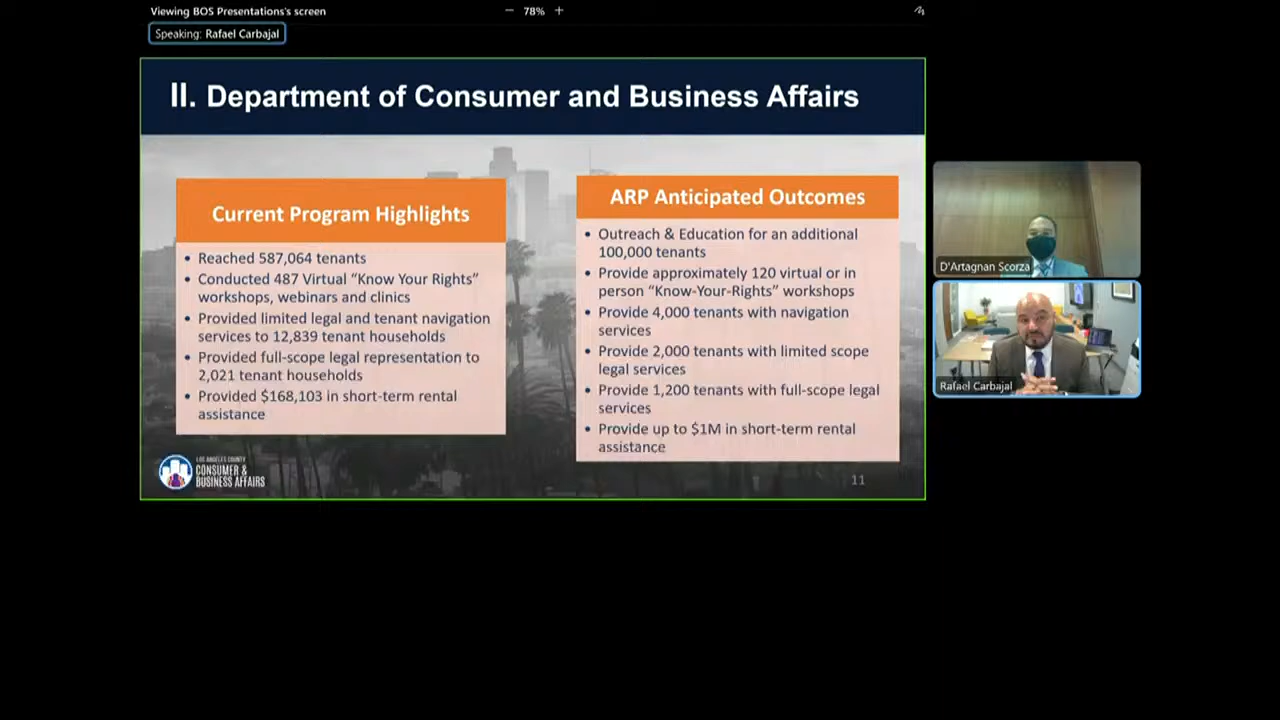 Viewing BOS Presentations's screen
78%
Speaking: Rafael Carbajal
II. Department of Consumer and Business Affairs
Current Program Highlights
• Reached 587,064 tenants
• Conducted 487 Virtual “Know Your Rights”
workshops, webinars and clinics
• Provided limited legal and tenant navigation
services to 12,839 tenant households
• Provided full-scope legal representation to
2,021 tenant households
• Provided $168,103 in short-term rental
assistance
ARP Anticipated Outcomes
• Outreach & Education for an additional
100,000 tenants
• Provide approximately 120 virtual or in
person “Know-Your-Rights” workshops
• Provide 4,000 tenants with navigation
services
• Provide 2,000 tenants with limited scope
legal services
• Provide 1,200 tenants with full-scope legal
services
• Provide up to $1M in short-term rental
assistance
LOS ANGELES COUNTY
CONSUMER &
BUSINESS AFFAIRS
11
D'Artagnan Scorza
Rafael Carbajal